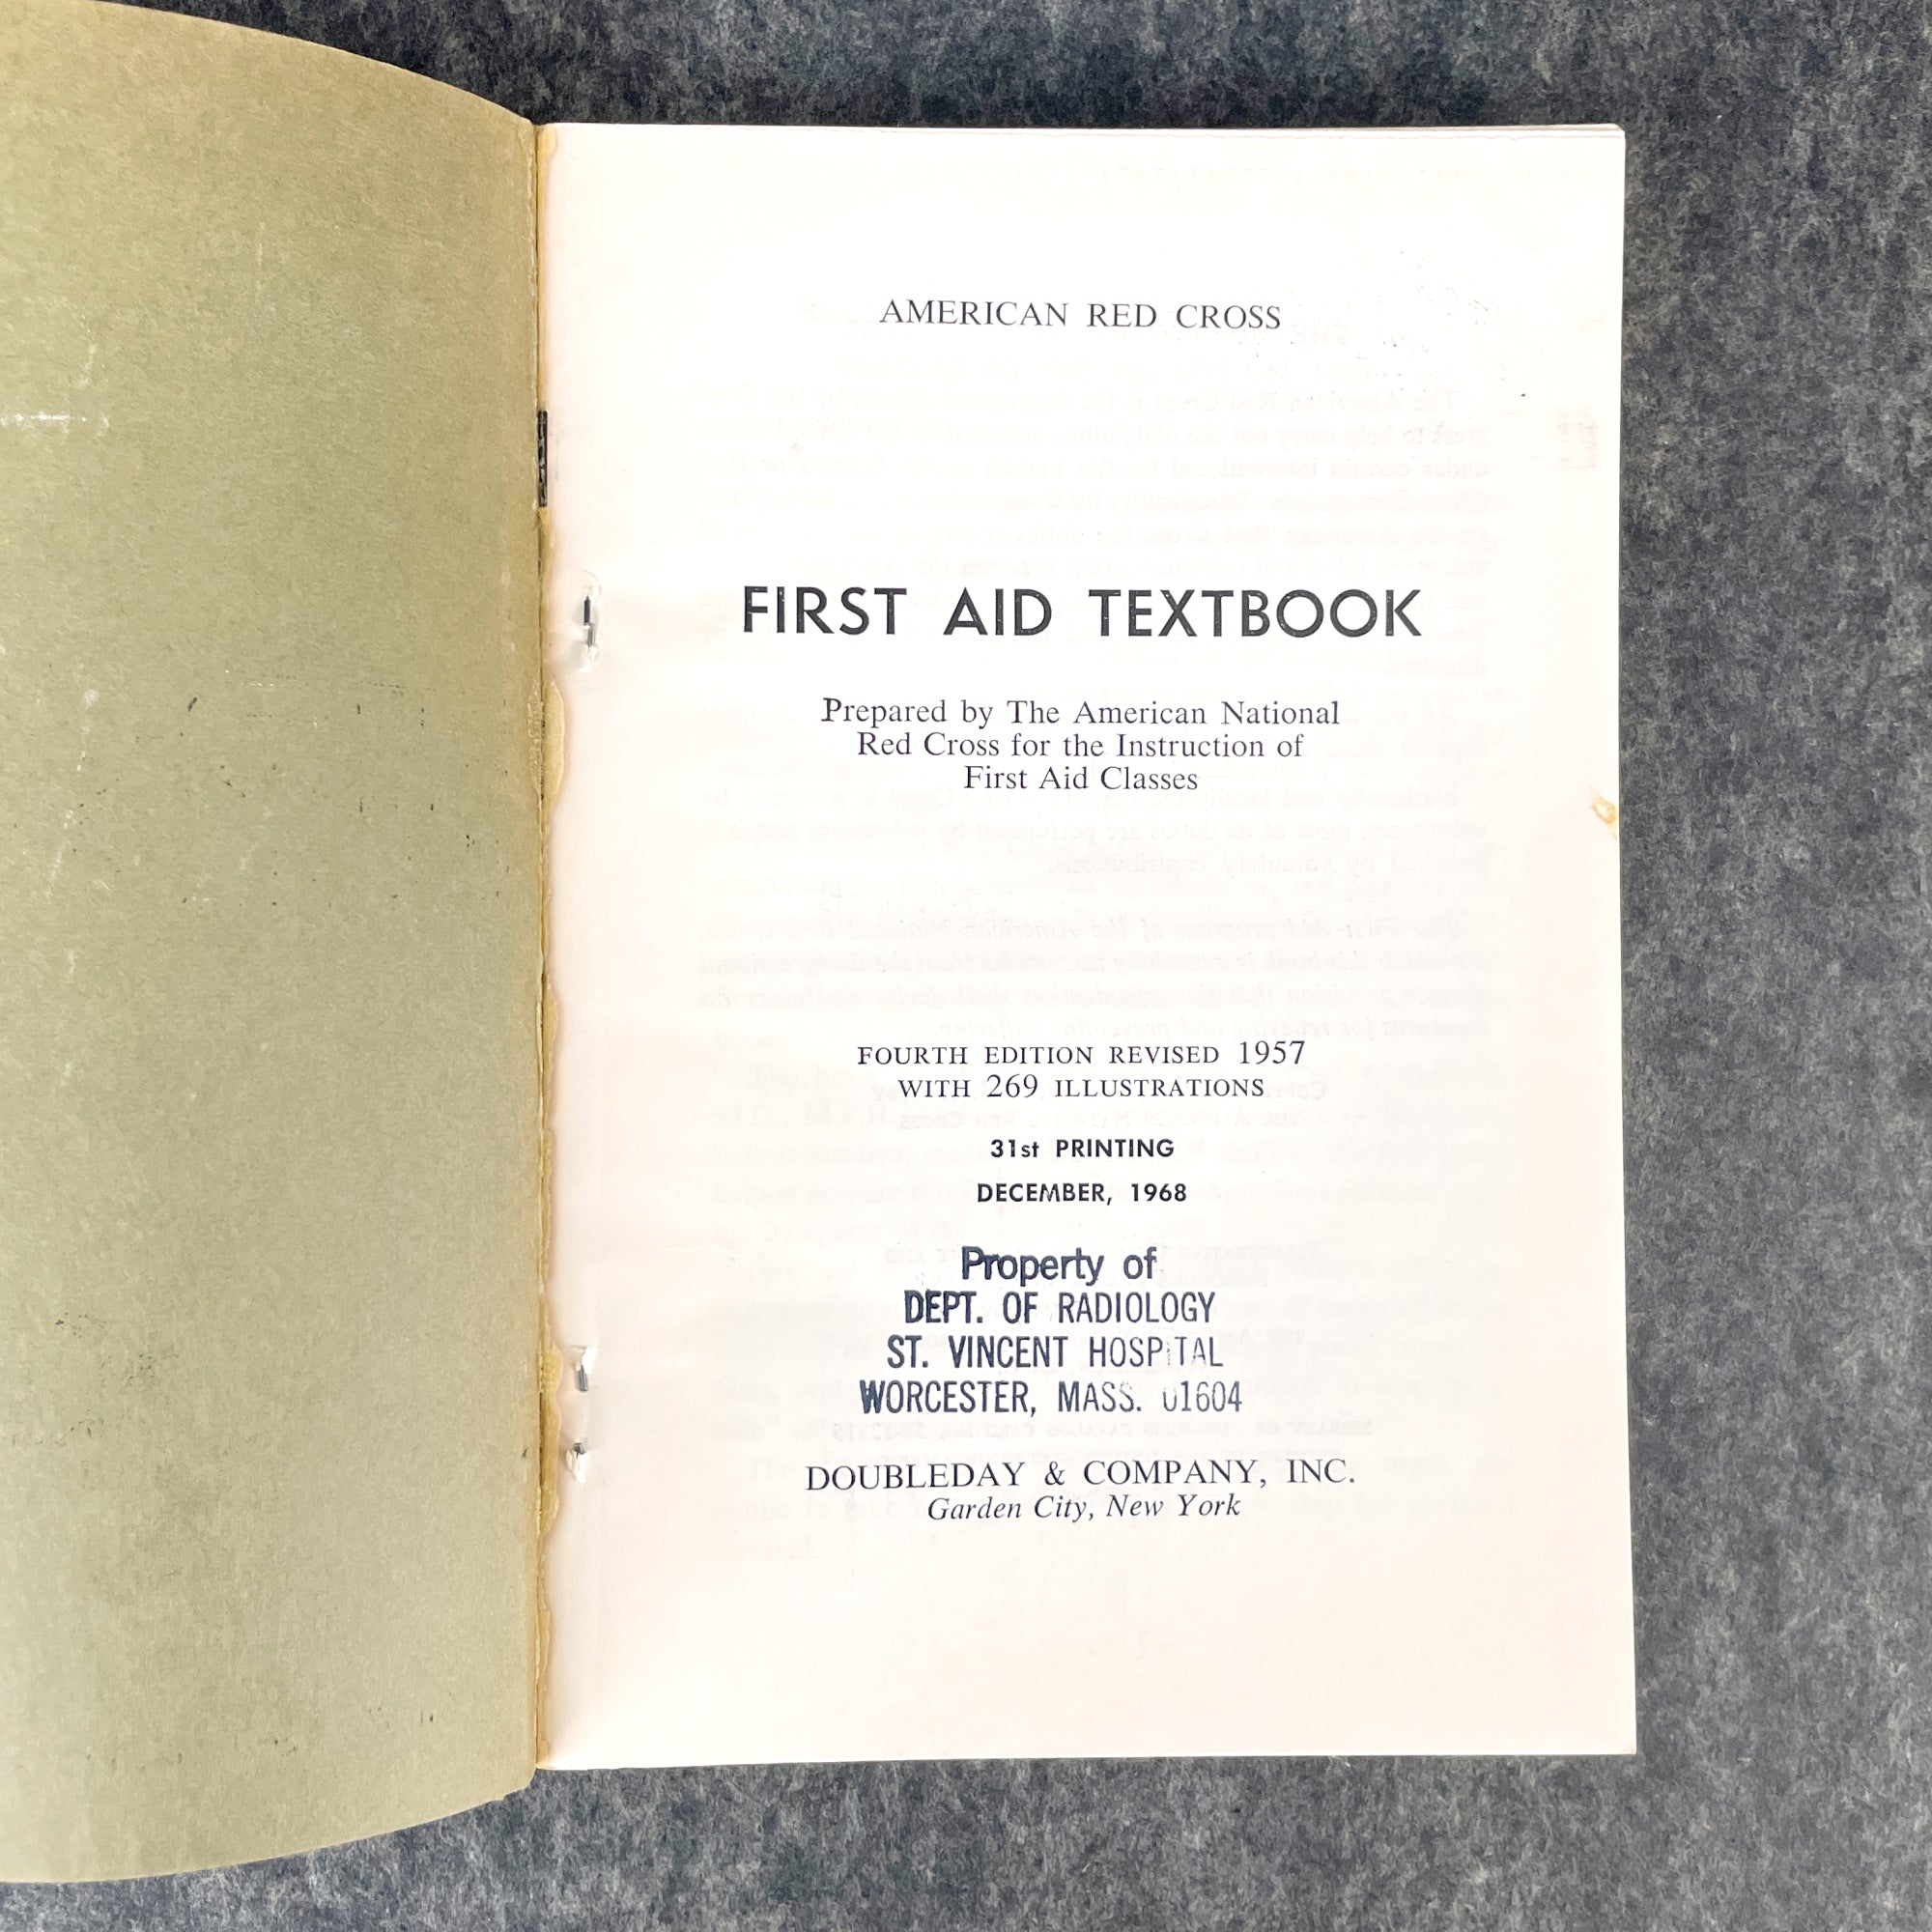 AMERICAN RED CROSS
FIRST AID TEXTBOOK
Prepared by The American National
Red Cross for the Instruction of
First Aid Classes
FOURTH EDITION REVISED 1957
WITH 269 ILLUSTRATIONS
31st PRINTING
DECEMBER, 1968
Property of
DEPT. OF RADIOLOGY
ST. VINCENT HOSPITAL
WORCESTER, MASS. 01604
DOUBLEDAY & COMPANY, INC.
Garden City, New York